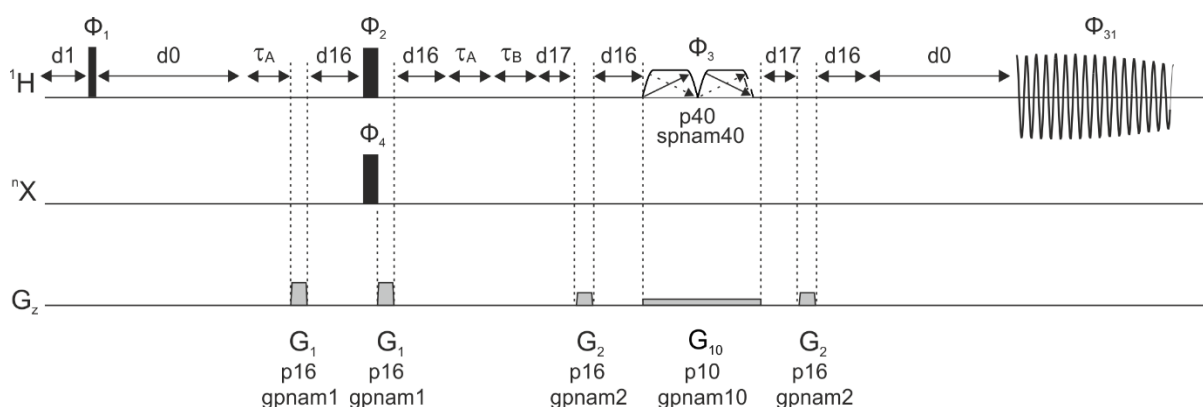 Φ₁ Φ₂ Φ₃ Φ₃₁
d1 d0 τA d16 d16 τA τB d17 d16 d17 d16 d0
¹H
p40
spnam40
Φ₄
ⁿX
Gz
G₁ G₁ G₂ G₁₀ G₂
p16 p16 p16 p10 p16
gpnam1 gpnam1 gpnam2 gpnam10 gpnam2